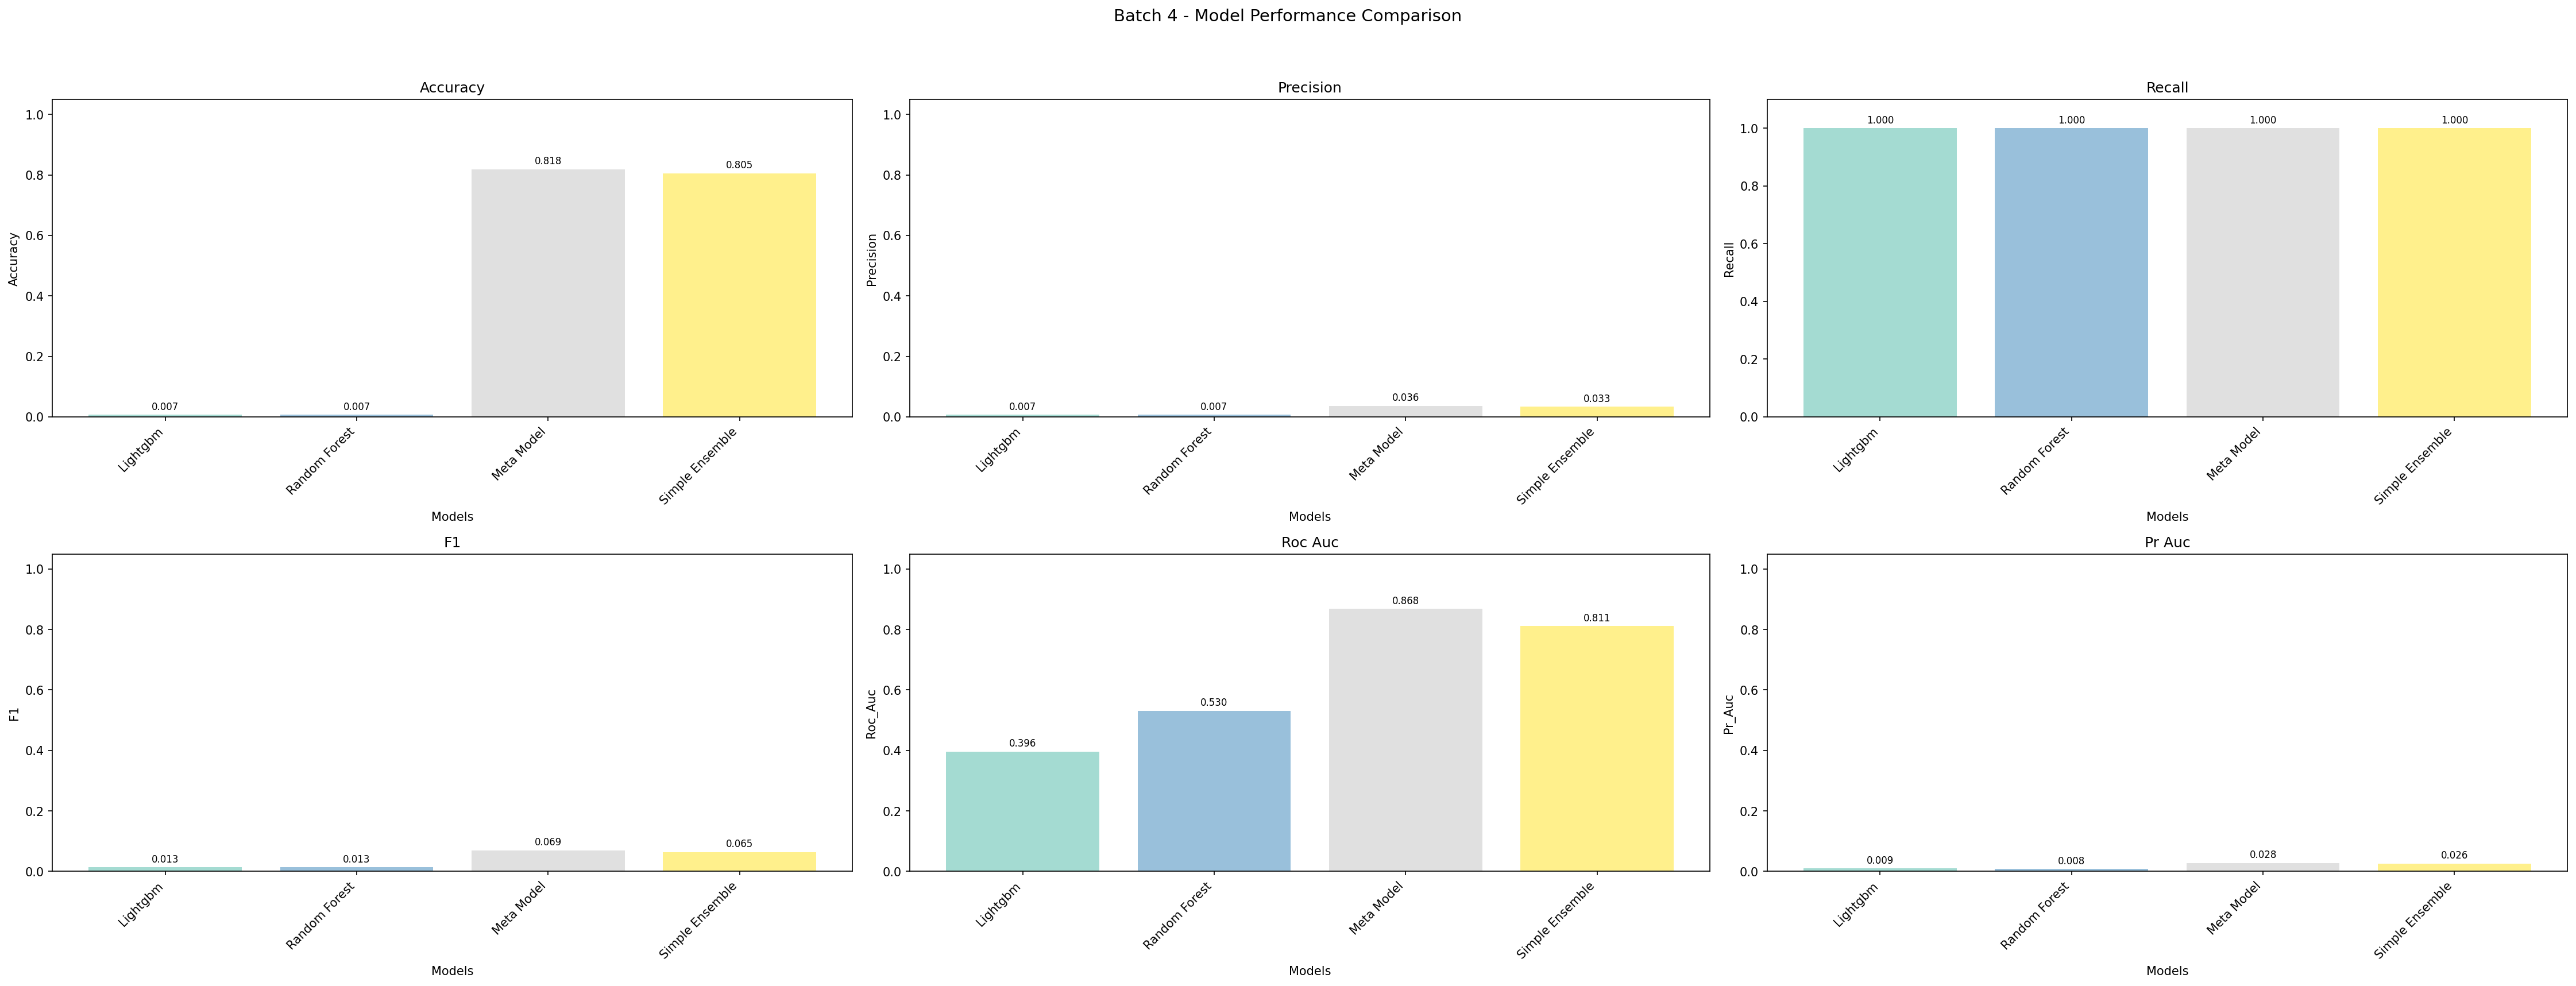 Batch 4 - Model Performance Comparison
Accuracy
Accuracy
1.0
0.8
0.6
0.4
0.2
0.0
0.007
0.007
0.818
0.805
Lightgbm
Random Forest
Meta Model
Simple Ensemble
Models
Precision
Precision
1.0
0.8
0.6
0.4
0.2
0.0
0.007
0.007
0.036
0.033
Lightgbm
Random Forest
Meta Model
Simple Ensemble
Models
Recall
Recall
1.0
0.8
0.6
0.4
0.2
0.0
1.000
1.000
1.000
1.000
Lightgbm
Random Forest
Meta Model
Simple Ensemble
Models
F1
F1
1.0
0.8
0.6
0.4
0.2
0.0
0.013
0.013
0.069
0.065
Lightgbm
Random Forest
Meta Model
Simple Ensemble
Models
Roc Auc
Roc_Auc
1.0
0.8
0.6
0.4
0.2
0.0
0.396
0.530
0.868
0.811
Lightgbm
Random Forest
Meta Model
Simple Ensemble
Models
Pr Auc
Pr_Auc
1.0
0.8
0.6
0.4
0.2
0.0
0.009
0.008
0.028
0.026
Lightgbm
Random Forest
Meta Model
Simple Ensemble
Models